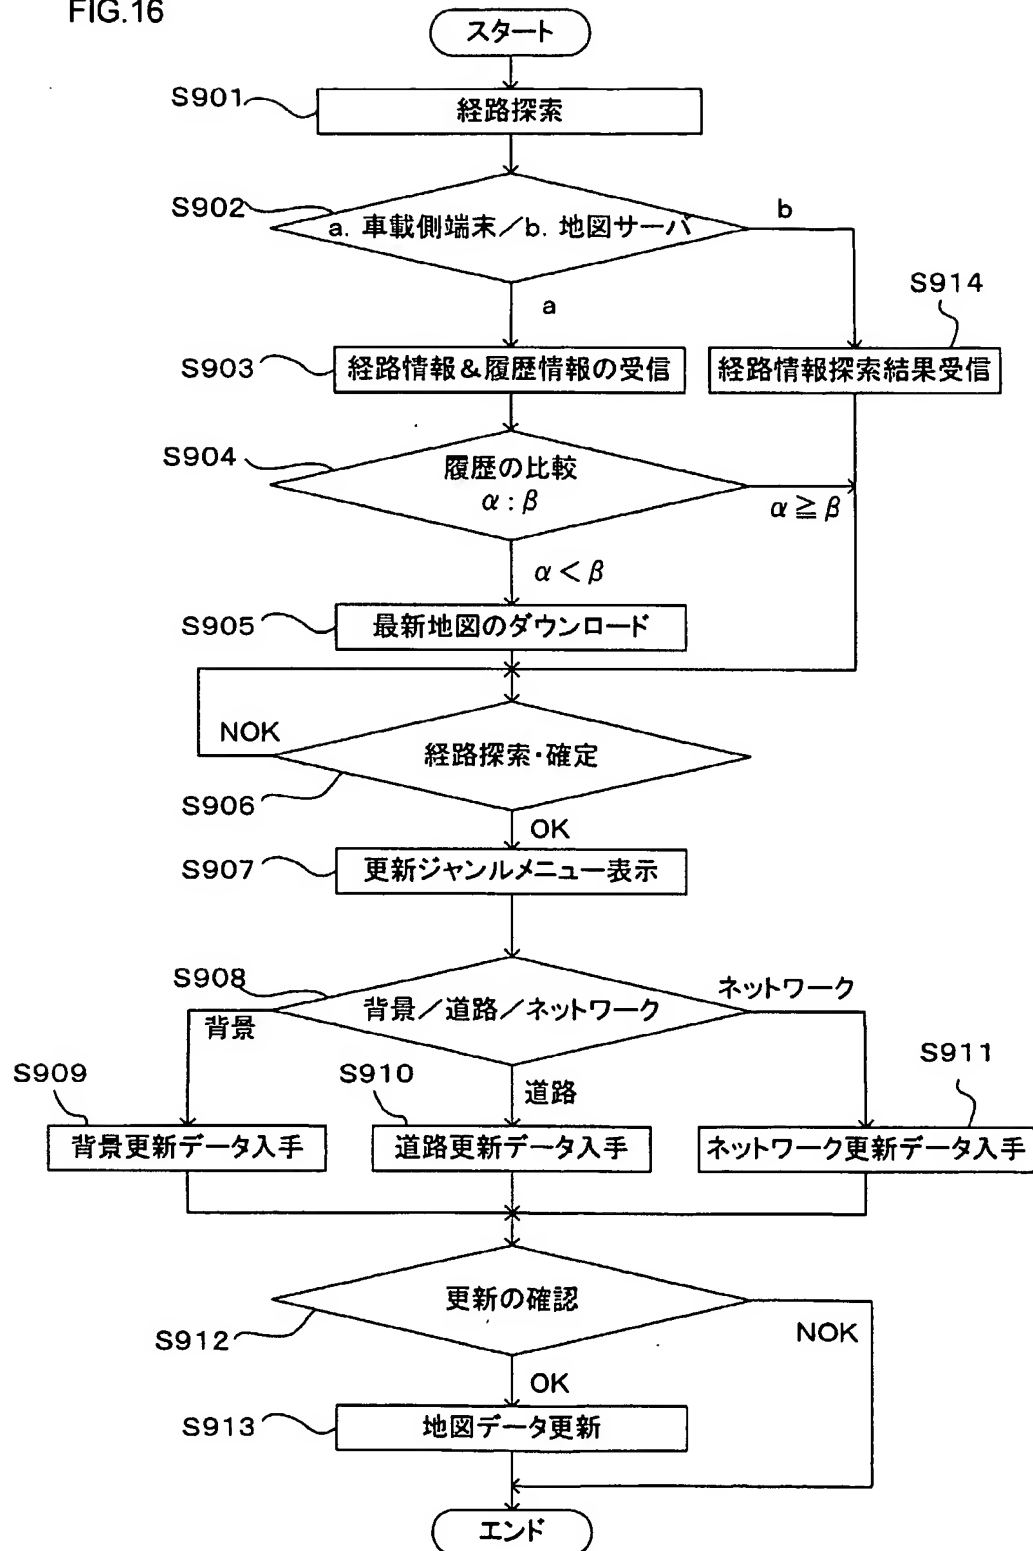 FIG.16
スタート
S901
経路探索
S902
a. 車載側端末／b. 地図サーバ
b
a
S914
S903
経路情報＆履歴情報の受信
経路情報探索結果受信
S904
履歴の比較
α：β
α≧β
α＜β
S905
最新地図のダウンロード
NOK
経路探索・確定
S906
OK
S907
更新ジャンルメニュー表示
S908
背景／道路／ネットワーク
ネットワーク
背景
道路
S909
S910
S911
背景更新データ入手
道路更新データ入手
ネットワーク更新データ入手
更新の確認
S912
NOK
OK
S913
地図データ更新
エンド